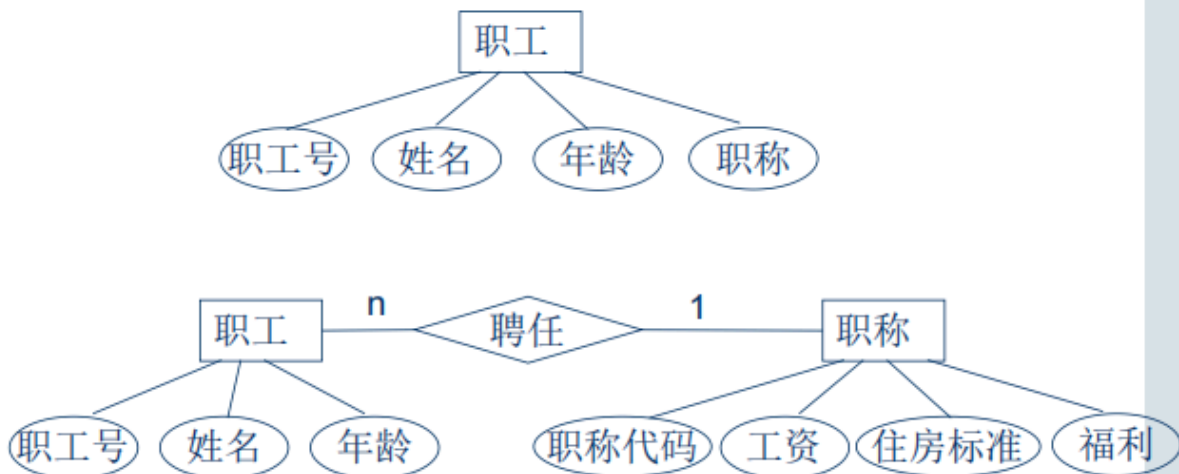 职工
职工号 姓名 年龄 职称
n 1
职工 聘任 职称
职工号 姓名 年龄 职称代码 工资 住房标准 福利